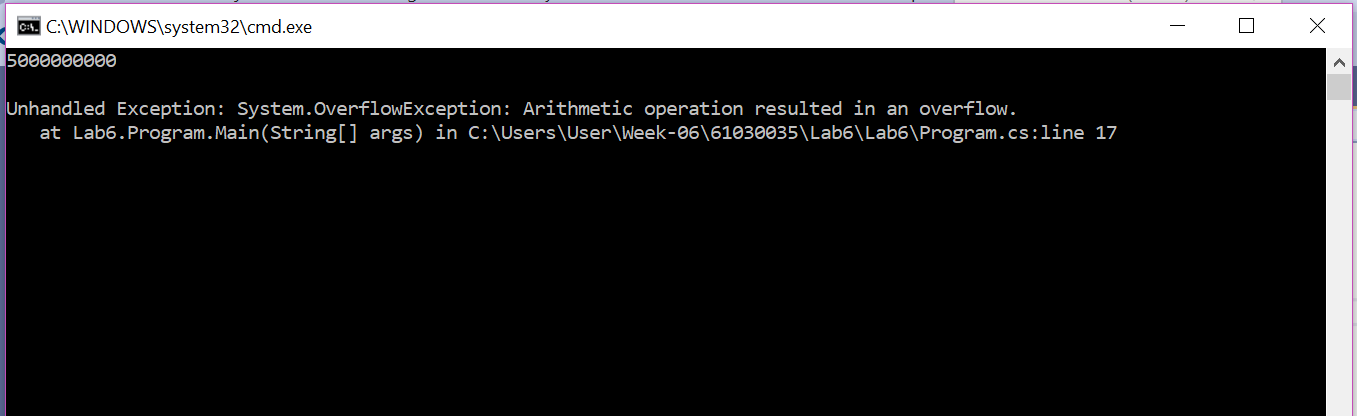 C:\WINDOWS\system32\cmd.exe
5000000000
Unhandled Exception: System.OverflowException: Arithmetic operation resulted in an overflow.
at Lab6.Program.Main(String[] args) in C:\Users\User\Week-06\61030035\Lab6\Lab6\Program.cs:line 17